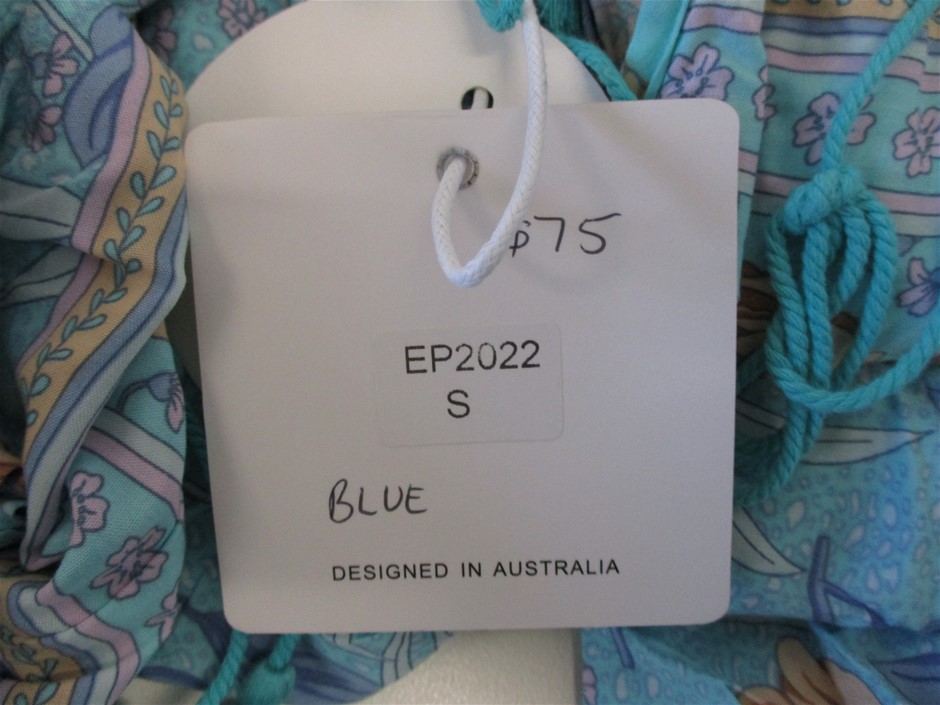 $75
EP2022
S
BLUE
DESIGNED IN AUSTRALIA